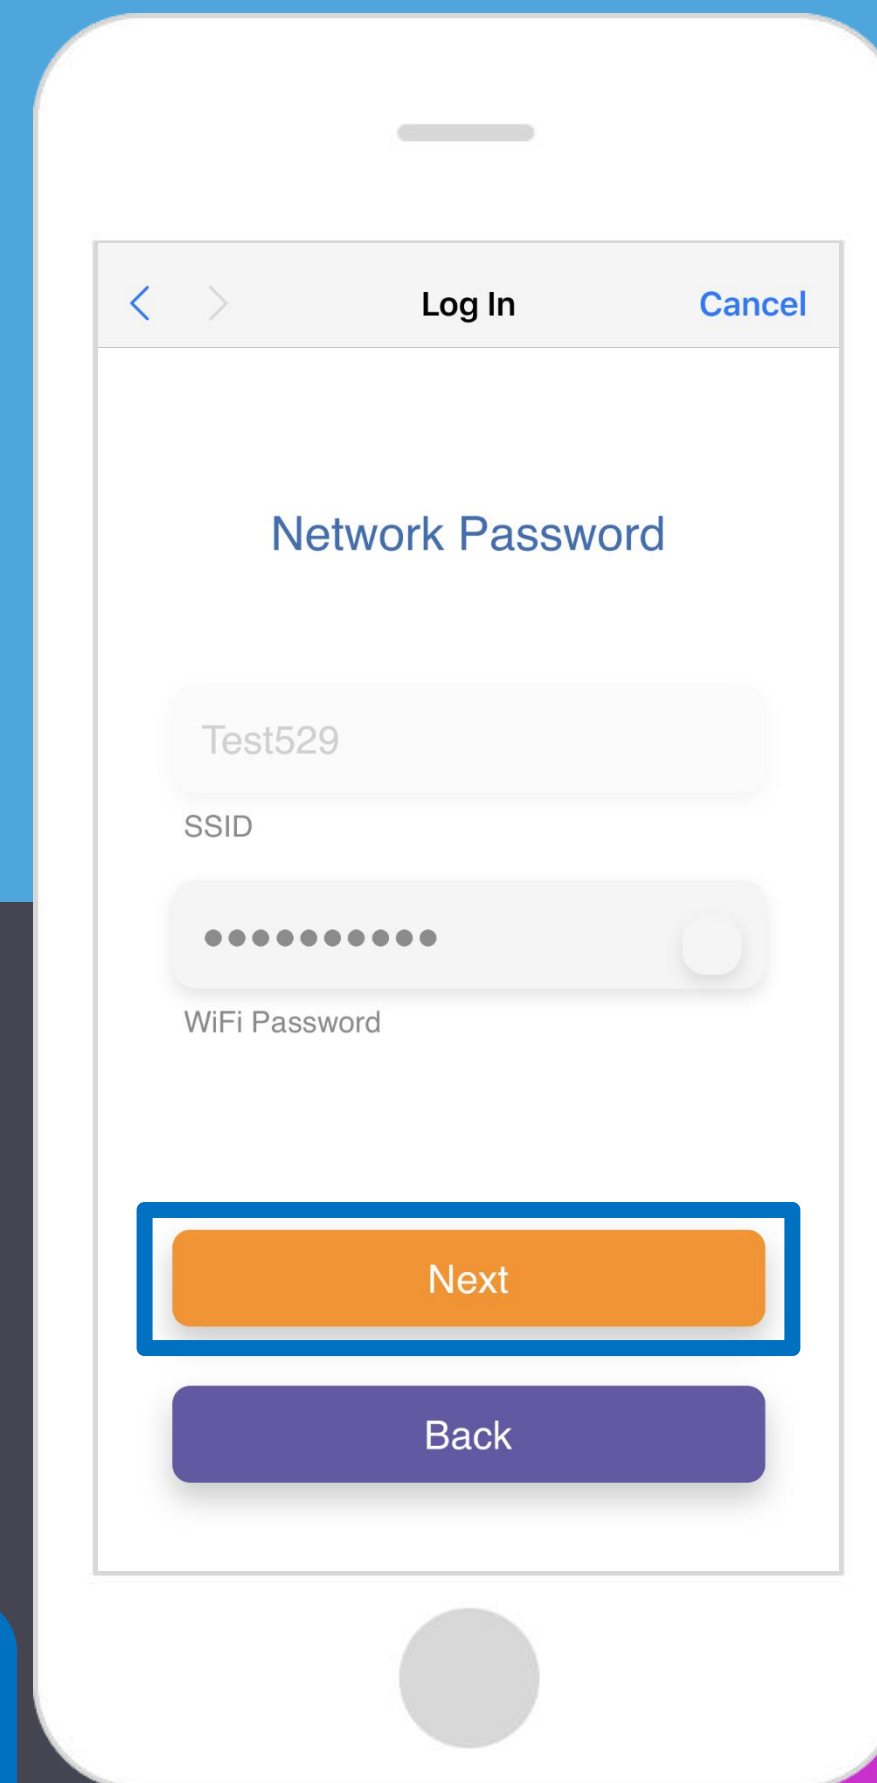 Log In Cancel
Network Password
Test529
SSID
●●●●●●●●●●
WiFi Password
Next
Back